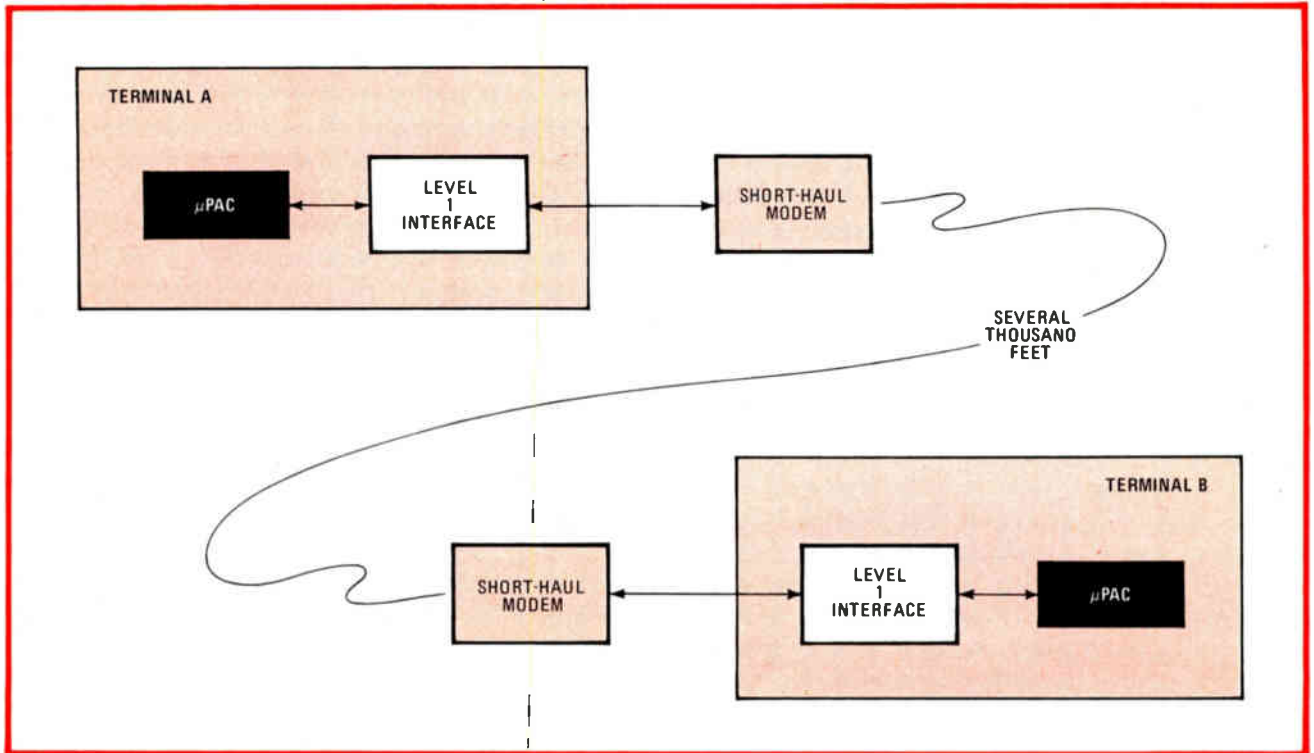 TERMINAL A
μPAC
LEVEL
1
INTERFACE
SHORT-HAUL
MODEM
SEVERAL
THOUSANO
FEET
SHORT-HAUL
MODEM
TERMINAL B
LEVEL
1
INTERFACE
μPAC